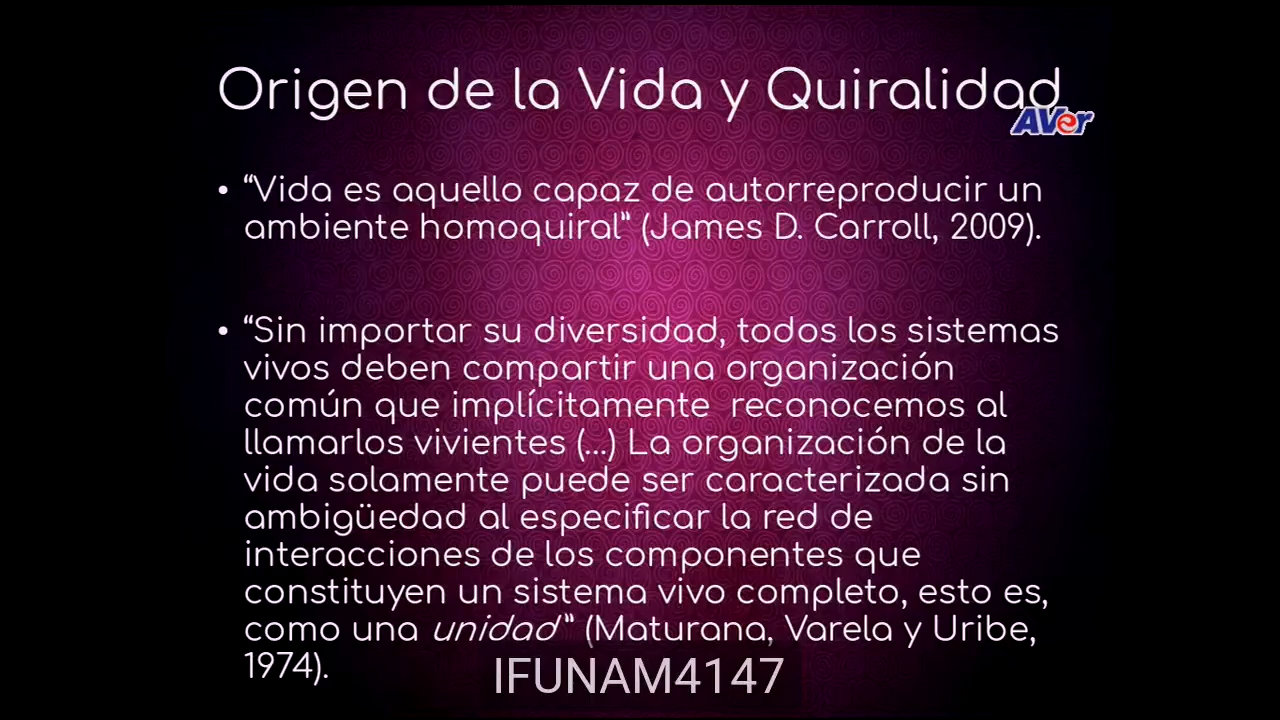 Origen de la Vida y Quiralidad
AVer
• “Vida es aquello capaz de autorreproducir un
ambiente homoquiral” (James D. Carroll, 2009).
• “Sin importar su diversidad, todos los sistemas
vivos deben compartir una organización
común que implícitamente reconocemos al
llamarlos vivientes (...) La organización de la
vida solamente puede ser caracterizada sin
ambigüedad al especificar la red de
interacciones de los componentes que
constituyen un sistema vivo completo, esto es,
como una unidad” (Maturana, Varela y Uribe,
1974).
IFUNAM4147